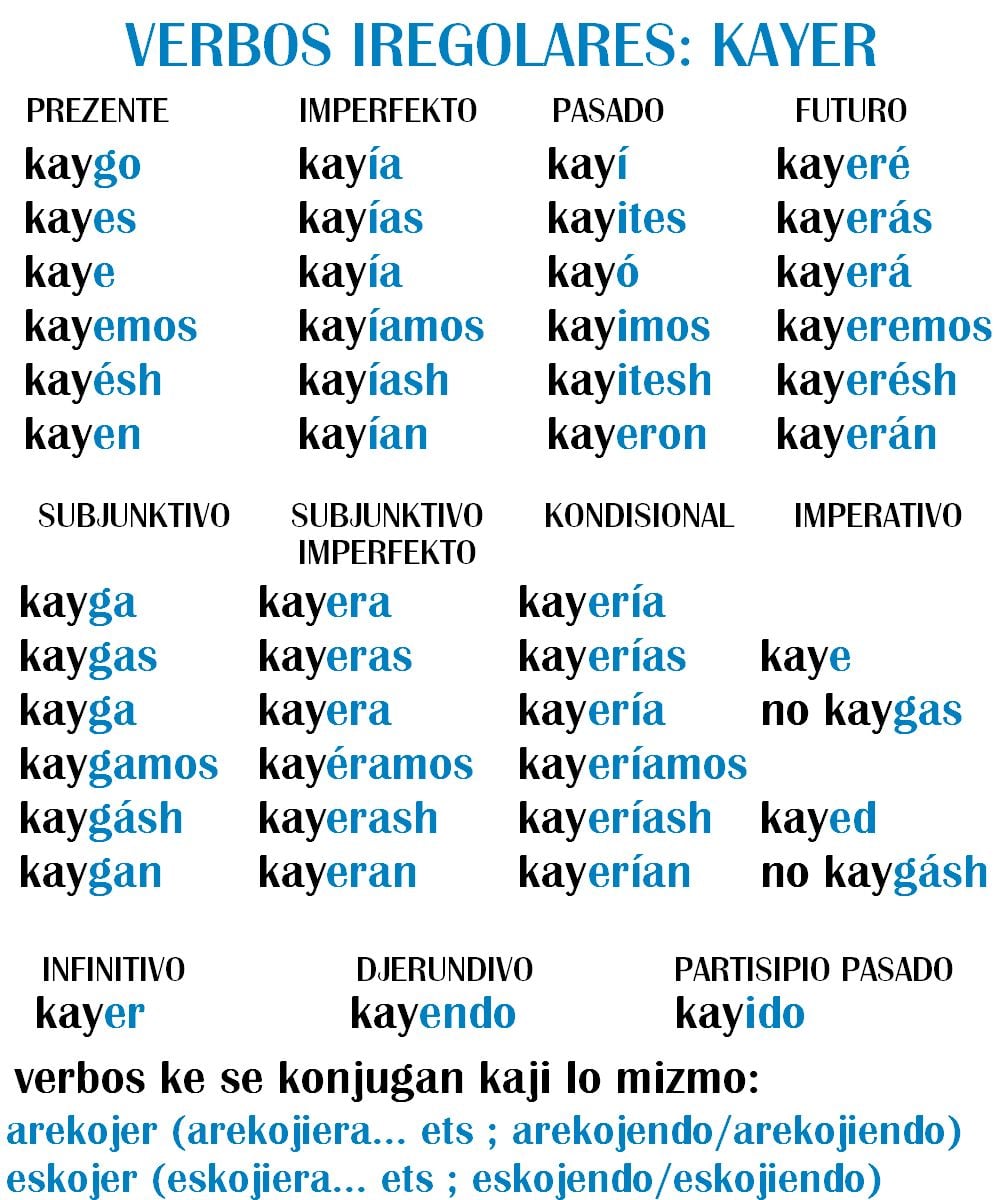 VERBOS IREGOLARES: KAYER
PREZENTE IMPERFEKTO PASADO FUTURO
kaygo kayía kayí kayeré
kayes kayías kayites kayerás
kaye kayía kayó kayerá
kayemos kayíamos kayimos kayeremos
kayésh kayíash kayitesh kayerésh
kayen kayían kayeron kayerán
SUBJUNKTIVO SUBJUNKTIVO KONDISIONAL IMPERATIVO
IMPERFEKTO
kayga kayera kayería
kaygas kayeras kayerías kaye
kayga kayera kayería no kaygas
kaygamos kayéramos kayeríamos
kaygásh kayerash kayeríash kayed
kaygan kayeran kayerían no kaygásh
INFINITIVO DJERUNDIVO PARTISIPIO PASADO
kayer kayendo kayido
verbos ke se konjugan kaji lo mizmo:
arekojer (arekojiera... ets ; arekojendo/arekojiendo)
eskojer (eskojiera... ets ; eskojendo/eskojiendo)